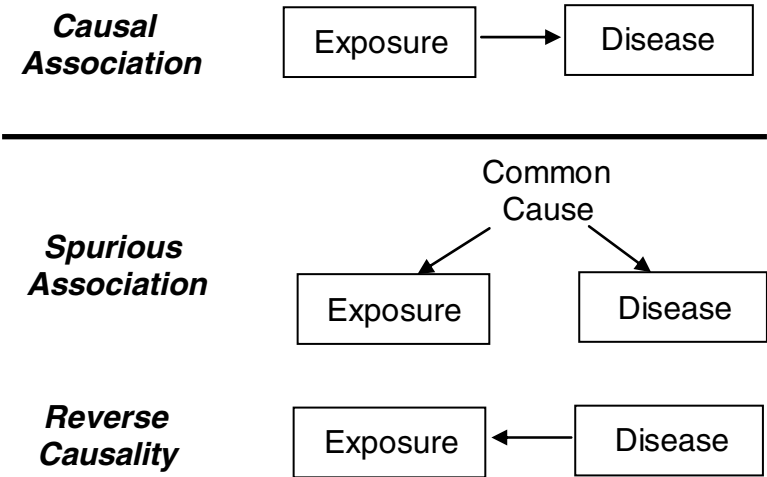 Causal
Association
Exposure
Disease
Common
Cause
Spurious
Association
Exposure
Disease
Reverse
Causality
Exposure
Disease